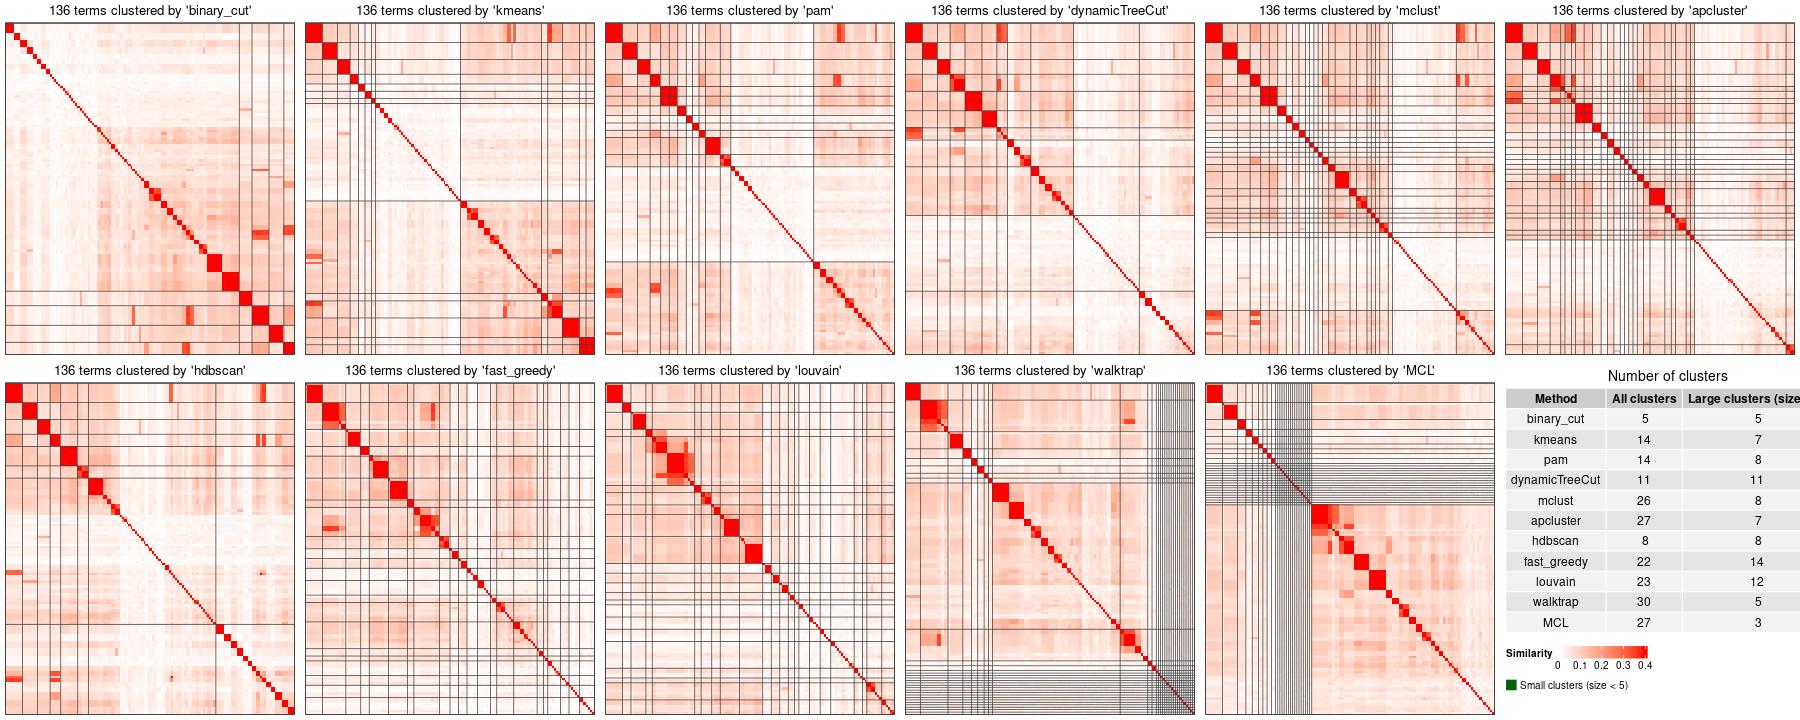 136 terms clustered by 'binary_cut'
136 terms clustered by 'kmeans'
136 terms clustered by 'pam'
136 terms clustered by 'dynamicTreeCut'
136 terms clustered by 'mclust'
136 terms clustered by 'apcluster'
136 terms clustered by 'hdbscan'
136 terms clustered by 'fast_greedy'
136 terms clustered by 'louvain'
136 terms clustered by 'walktrap'
136 terms clustered by 'MCL'
Number of clusters
Method All clusters Large clusters (size
binary_cut 5 5
kmeans 14 7
pam 14 8
dynamicTreeCut 11 11
mclust 26 8
apcluster 27 7
hdbscan 8 8
fast_greedy 22 14
louvain 23 12
walktrap 30 5
MCL 27 3
Similarity
0 0.1 0.2 0.3 0.4
Small clusters (size < 5)